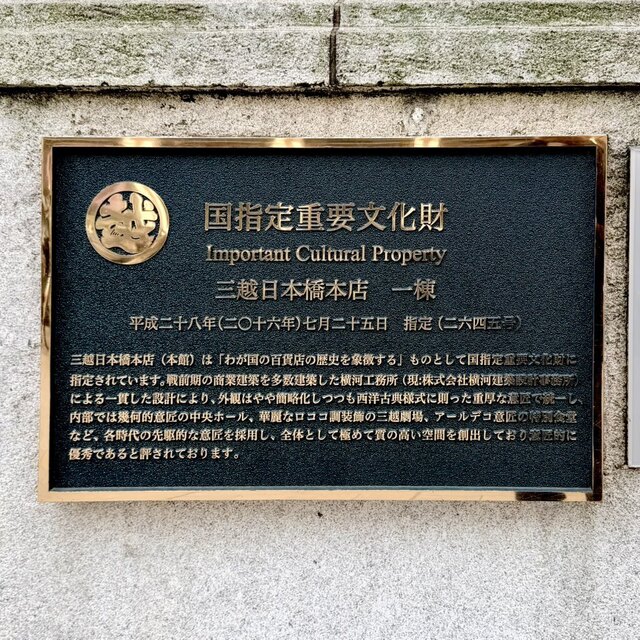 越
国指定重要文化財
Important Cultural Property
三越日本橋本店 一棟
平成二十八年(二〇十六年)七月二十五日 指定(二六四五号)
三越日本橋本店(本館)は「わが国の百貨店の歴史を象徴する」ものとして国指定重要文化財に
指定されています。戦前期の商業建築を多数建築した横河工務所(現:株式会社横河建築設計事務所)
による一貫した設計により、外観はやや簡略化しつつも西洋古典様式に則った重厚な意匠で統一し、
内部では幾何的意匠の中央ホール、華麗なロココ調装飾の三越劇場、アールデコ意匠の特別食堂
など、各時代の先駆的な意匠を採用し、全体として極めて質の高い空間を創出しており意匠的に
優秀であると評されております。